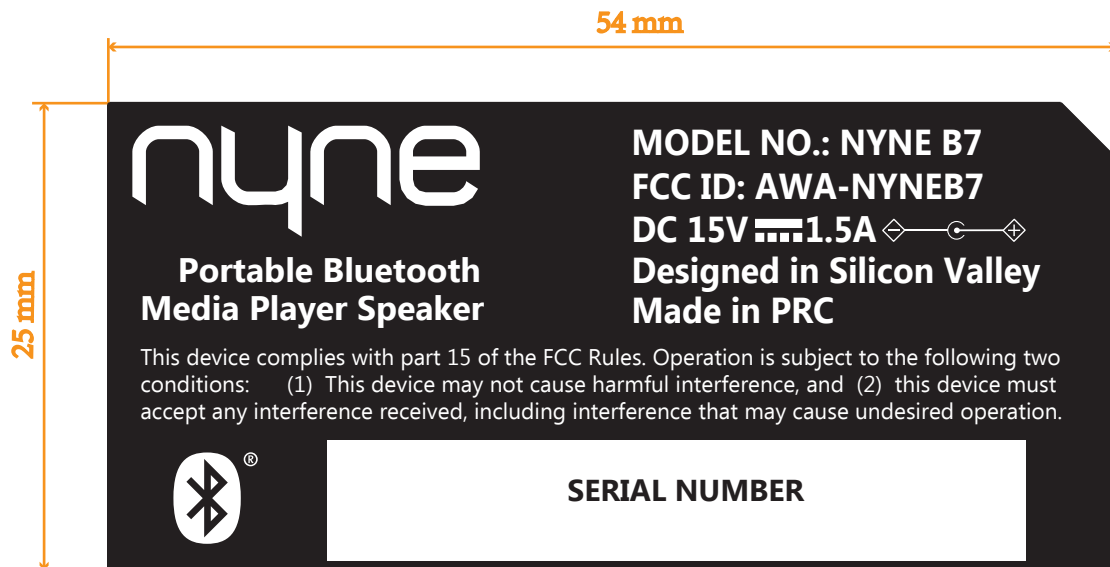 54 mm
25 mm
nyne
Portable Bluetooth
Media Player Speaker
MODEL NO.: NYNE B7
FCC ID: AWA-NYNEB7
DC 15V 1.5A
Designed in Silicon Valley
Made in PRC
This device complies with part 15 of the FCC Rules. Operation is subject to the following two
conditions: (1) This device may not cause harmful interference, and (2) this device must
accept any interference received, including interference that may cause undesired operation.
®
SERIAL NUMBER